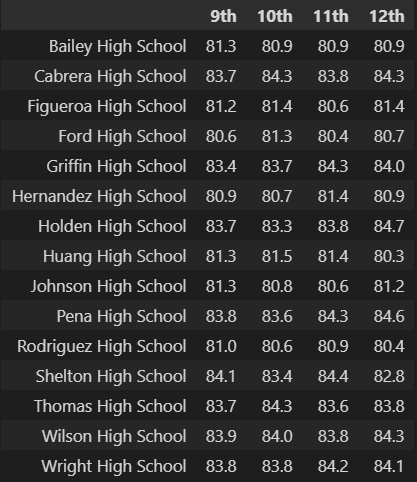 9th 10th 11th 12th
Bailey High School 81.3 80.9 80.9 80.9
Cabrera High School 83.7 84.3 83.8 84.3
Figueroa High School 81.2 81.4 80.6 81.4
Ford High School 80.6 81.3 80.4 80.7
Griffin High School 83.4 83.7 84.3 84.0
Hernandez High School 80.9 80.7 81.4 80.9
Holden High School 83.7 83.3 83.8 84.7
Huang High School 81.3 81.5 81.4 80.3
Johnson High School 81.3 80.8 80.6 81.2
Pena High School 83.8 83.6 84.3 84.6
Rodriguez High School 81.0 80.6 80.9 80.4
Shelton High School 84.1 83.4 84.4 82.8
Thomas High School 83.7 84.3 83.6 83.8
Wilson High School 83.9 84.0 83.8 84.3
Wright High School 83.8 83.8 84.2 84.1